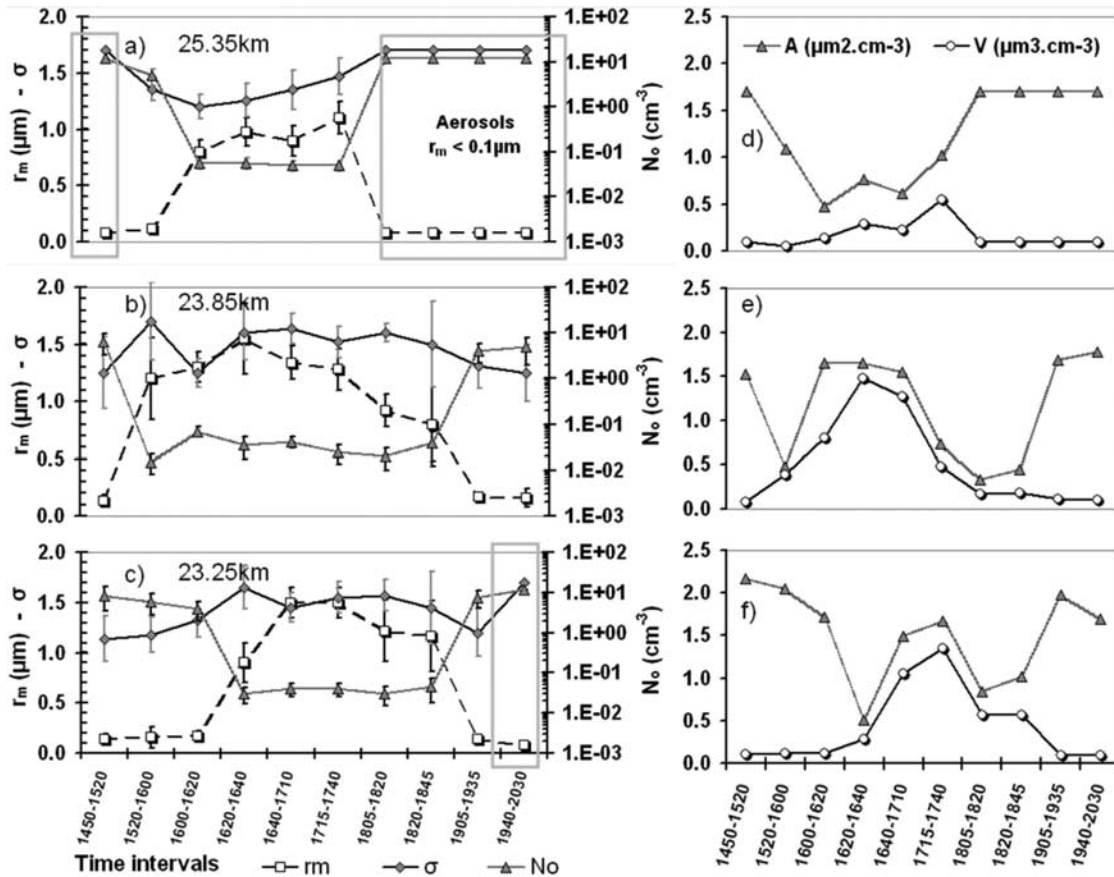 a)
25.35km
2.0
1.5
1.0
0.5
0.0
rm (μm) - σ
1.E+02
1.E+01
1.E+00
1.E-01
1.E-02
1.E-03
No (cm-3)
Aerosols
rm < 0.1μm
b)
23.85km
2.0
1.5
1.0
0.5
0.0
rm (μm) - σ
1.E+02
1.E+01
1.E+00
1.E-01
1.E-02
1.E-03
No (cm-3)
c)
23.25km
2.0
1.5
1.0
0.5
0.0
rm (μm) - σ
1.E+02
1.E+01
1.E+00
1.E-01
1.E-02
1.E-03
No (cm-3)
1450-1520
1520-1600
1600-1620
1620-1640
1640-1710
1715-1740
1805-1820
1820-1845
1905-1935
1940-2030
Time intervals
rm
σ
No
A (μm2.cm-3)
V (μm3.cm-3)
d)
2.5
2.0
1.5
1.0
0.5
0.0
e)
2.5
2.0
1.5
1.0
0.5
0.0
f)
2.5
2.0
1.5
1.0
0.5
0.0
1450-1520
1520-1600
1600-1620
1620-1640
1640-1710
1715-1740
1805-1820
1820-1845
1905-1935
1940-2030